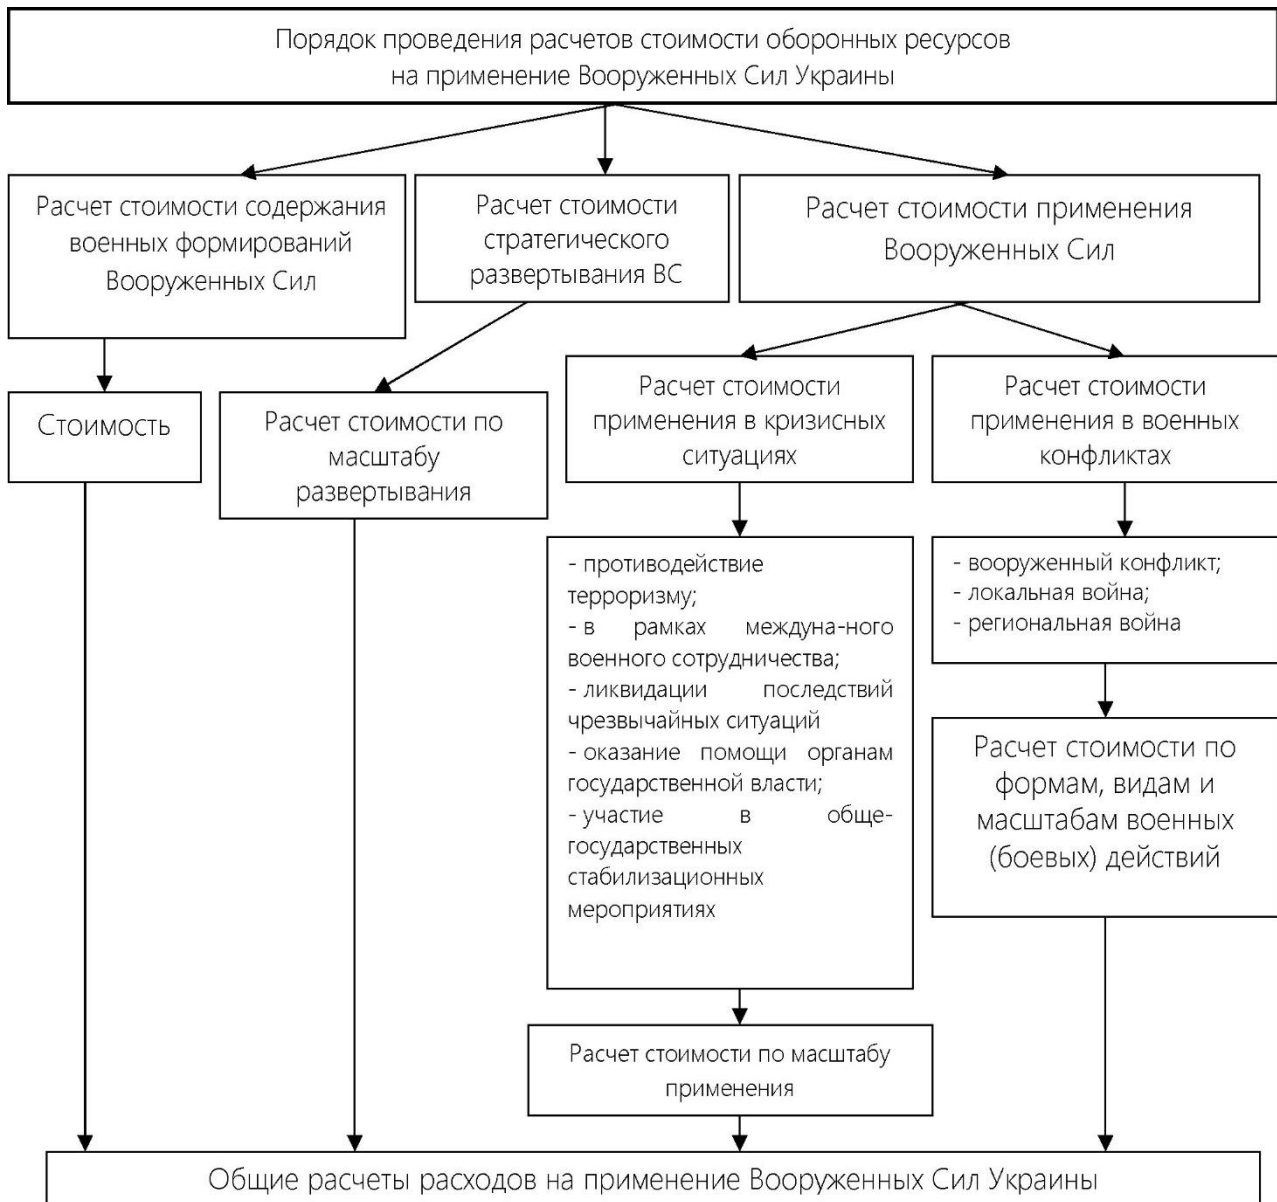 Порядок проведения расчетов стоимости оборонных ресурсов
на применение Вооруженных Сил Украины
Расчет стоимости содержания
военных формирований
Вооруженных Сил
Расчет стоимости
стратегического
развертывания ВС
Расчет стоимости применения
Вооруженных Сил
Стоимость
Расчет стоимости по
масштабу
развертывания
Расчет стоимости
применения в кризисных
ситуациях
Расчет стоимости
применения в военных
конфликтах
- противодействие
терроризму;
- в рамках междуна-ного
военного сотрудничества;
- ликвидации последствий
чрезвычайных ситуаций
- оказание помощи органам
государственной власти;
- участие в обще-
государственных
стабилизационных
мероприятиях
- вооруженный конфликт;
- локальная война;
- региональная война
Расчет стоимости по
формам, видам и
масштабам военных
(боевых) действий
Расчет стоимости по масштабу
применения
Общие расчеты расходов на применение Вооруженных Сил Украины